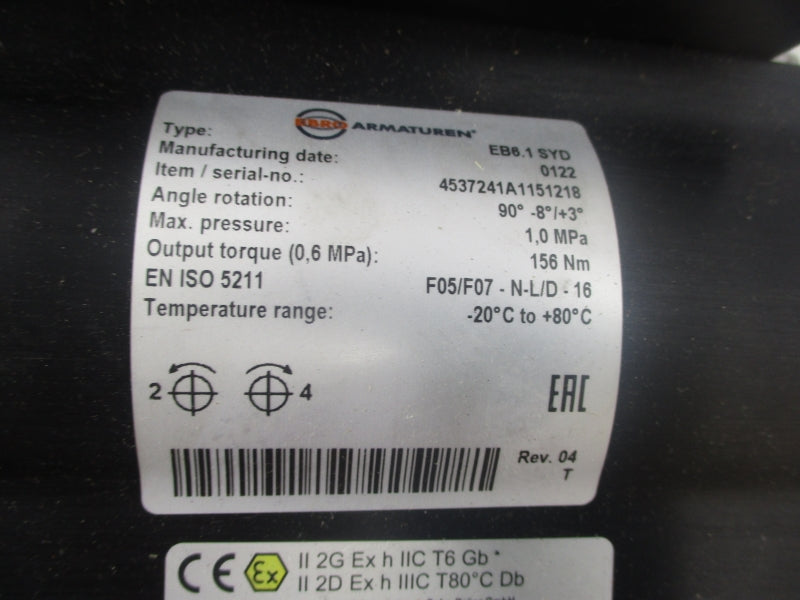 EBRO ARMATUREN
Type: EB6.1 SYD
Manufacturing date: 0122
Item / serial-no.: 4537241A1151218
Angle rotation: 90° -8°/+3°
Max. pressure: 1,0 MPa
Output torque (0,6 MPa): 156 Nm
EN ISO 5211 F05/F07 - N-L/D - 16
Temperature range: -20°C to +80°C
2 4 EAC
Rev. 04
T
CE Ex II 2G Ex h IIC T6 Gb *
II 2D Ex h IIIC T80°C Db